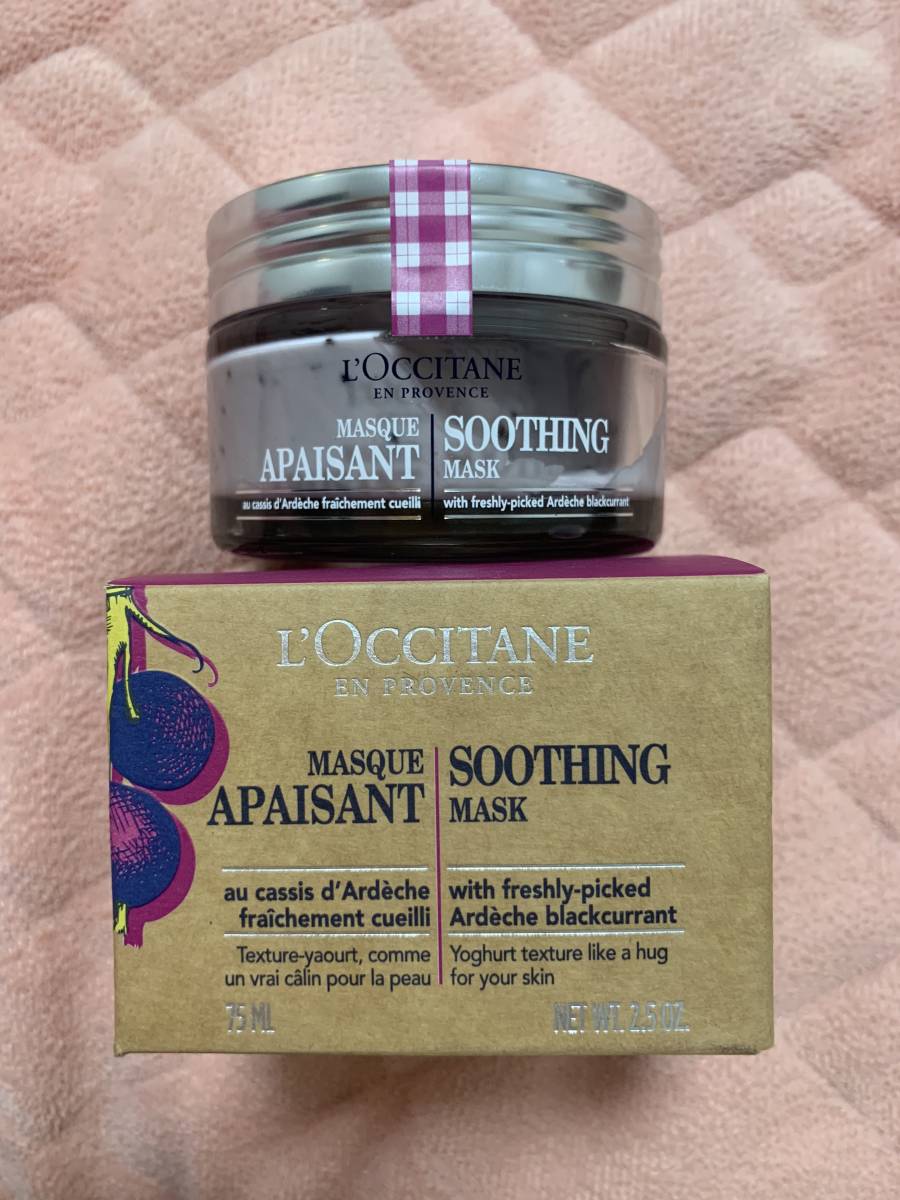 L'OCCITANE
EN PROVENCE
MASQUE
APAISANT
au cassis d'Ardèche fraîchement cueilli
SOOTHING
MASK
with freshly-picked Ardèche blackcurrant
L'OCCITANE
EN PROVENCE
MASQUE
APAISANT
au cassis d'Ardèche
fraîchement cueilli
Texture-yaourt, comme
un vrai câlin pour la peau
75 ML
SOOTHING
MASK
with freshly-picked
Ardèche blackcurrant
Yoghurt texture like a hug
for your skin
NET WT. 2.5 OZ.